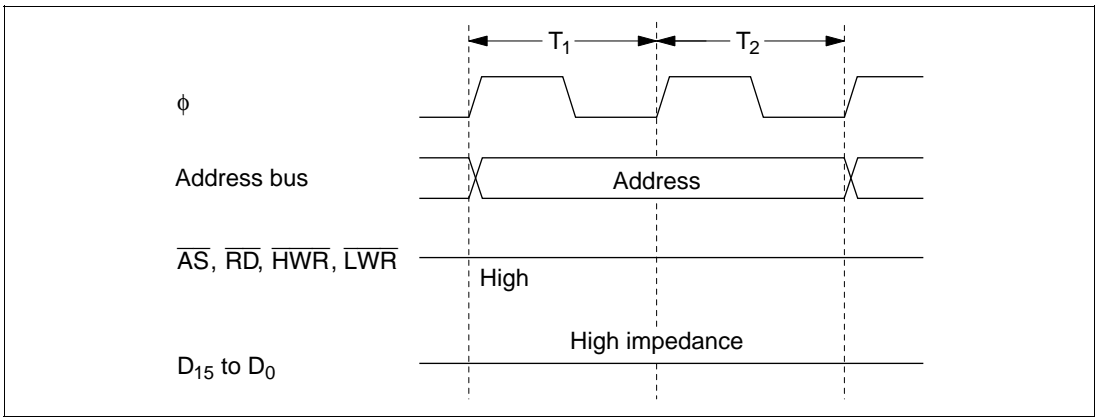 T1 T2
ϕ
Address bus Address
AS, RD, HWR, LWR
High
High impedance
D15 to D0